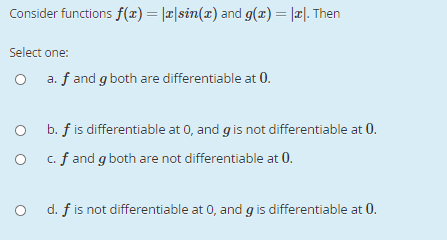 Consider functions f(x) = |x|sin(x) and g(x) = |x|. Then
Select one:
a. f and g both are differentiable at 0.
b. f is differentiable at 0, and g is not differentiable at 0.
c. f and g both are not differentiable at 0.
d. f is not differentiable at 0, and g is differentiable at 0.